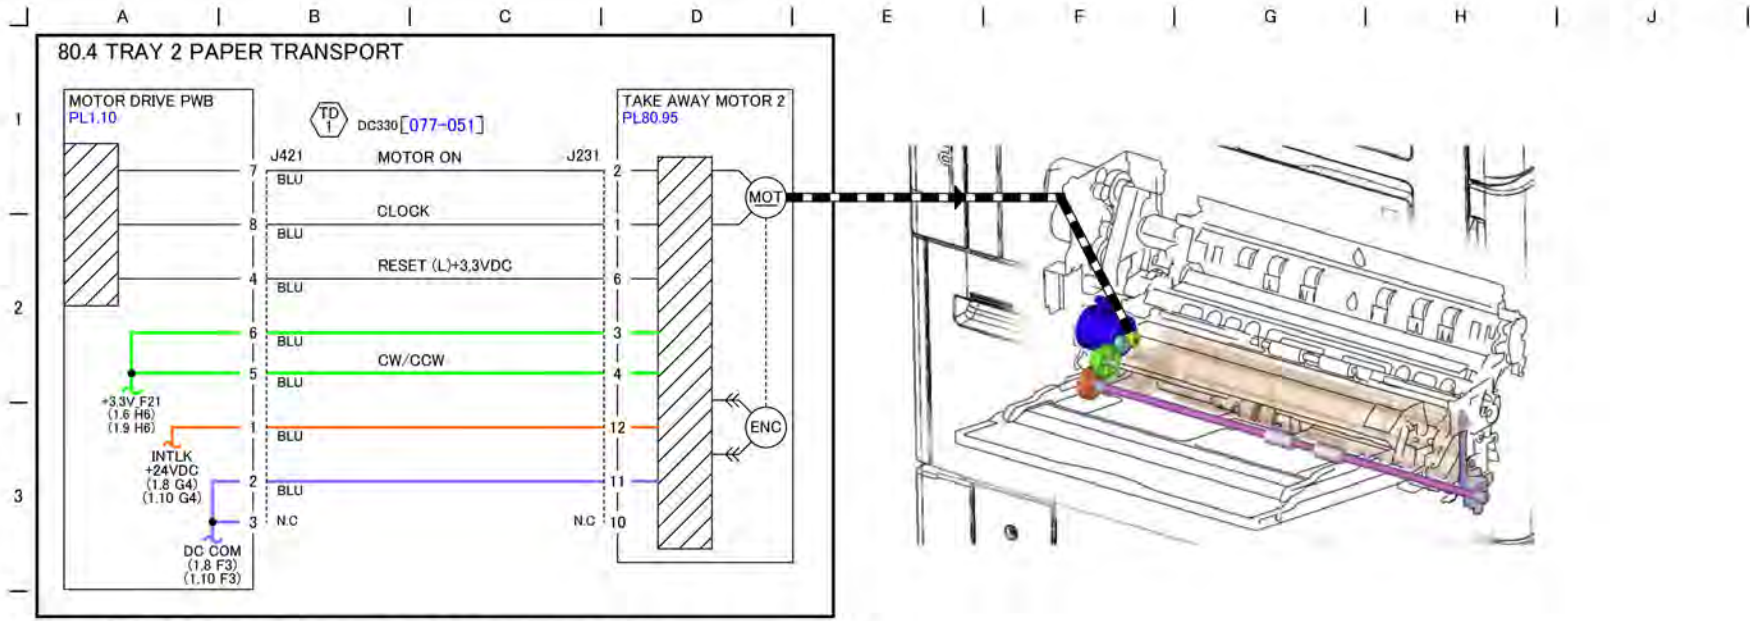 A B C D E F G H J
80.4 TRAY 2 PAPER TRANSPORT
MOTOR DRIVE PWB
PL1.10
TD
1
DC330[077-051]
TAKE AWAY MOTOR 2
PL80.95
1
J421
MOTOR ON
J231
7
BLU
2
MOT
CLOCK
8
BLU
1
RESET (L)+3.3VDC
4
BLU
6
2
6
BLU
3
CW/CCW
5
BLU
4
+3.3V_F21
(1.6 H6)
(1.9 H6)
1
BLU
12
ENC
INTLK
+24VDC
(1.8 G4)
(1.10 G4)
2
BLU
11
3
3
N.C
N.C
10
DC COM
(1.8 F3)
(1.10 F3)